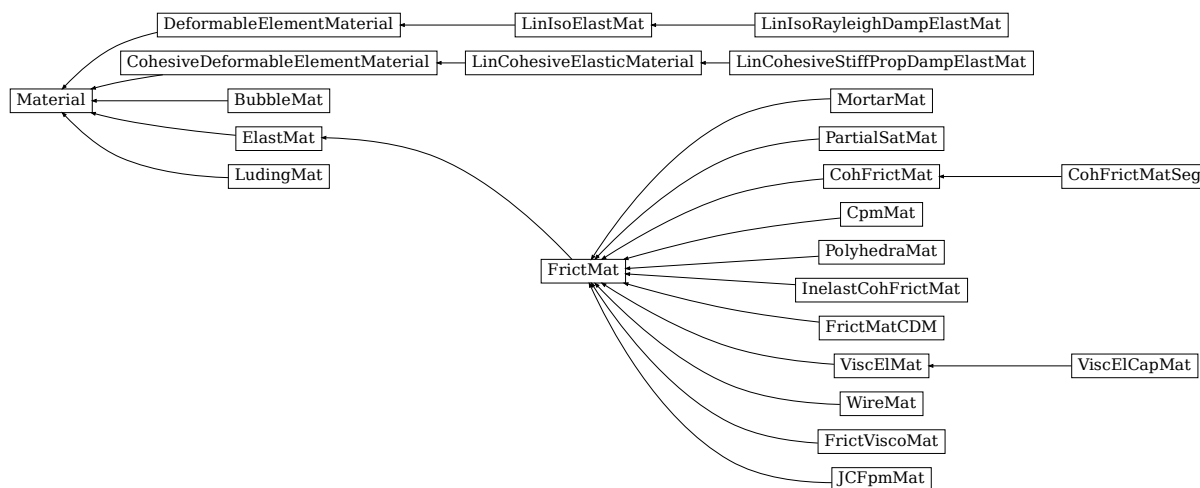 DeformableElementMaterial
LinIsoElastMat
LinIsoRayleighDampElastMat
CohesiveDeformableElementMaterial
LinCohesiveElasticMaterial
LinCohesiveStiffPropDampElastMat
Material
BubbleMat
MortarMat
ElastMat
PartialSatMat
LudingMat
CohFrictMat
CohFrictMatSeg
CpmMat
PolyhedraMat
FrictMat
InelastCohFrictMat
FrictMatCDM
ViscElMat
ViscElCapMat
WireMat
FrictViscoMat
JCFpmMat